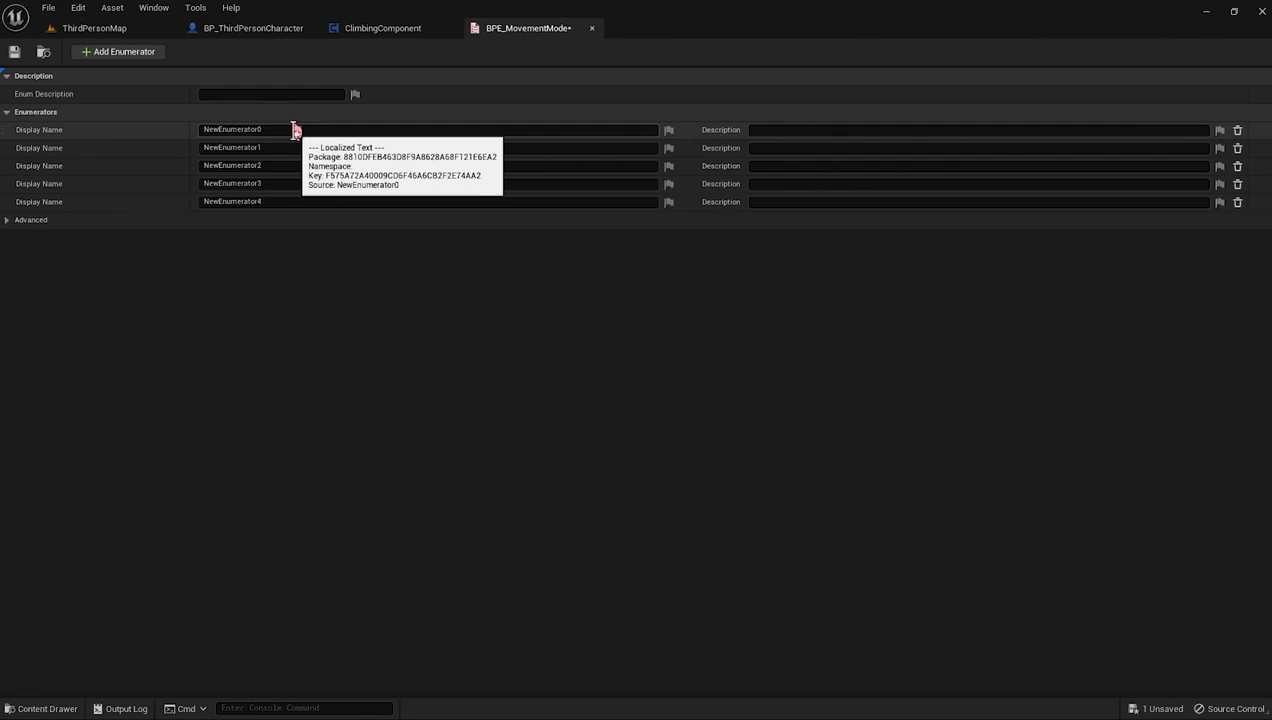 File Edit Asset Window Tools Help
ThirdPersonMap BP_ThirdPersonCharacter ClimbingComponent BPE_MovementMode*
Add Enumerator
Description
Enum Description
Enumerators
Display Name NewEnumerator0 Description
--- Localized Text ---
Package: 8810DFEB463D8F9A8628A68F121E6EA2
Namespace:
Key: F575A72A40009CD6F46A6CB2F2E74AA2
Source: NewEnumerator0
Display Name NewEnumerator1 Description
Display Name NewEnumerator2 Description
Display Name NewEnumerator3 Description
Display Name NewEnumerator4 Description
Advanced
Content Drawer Output Log Cmd Enter Console Command 1 Unsaved Source Control